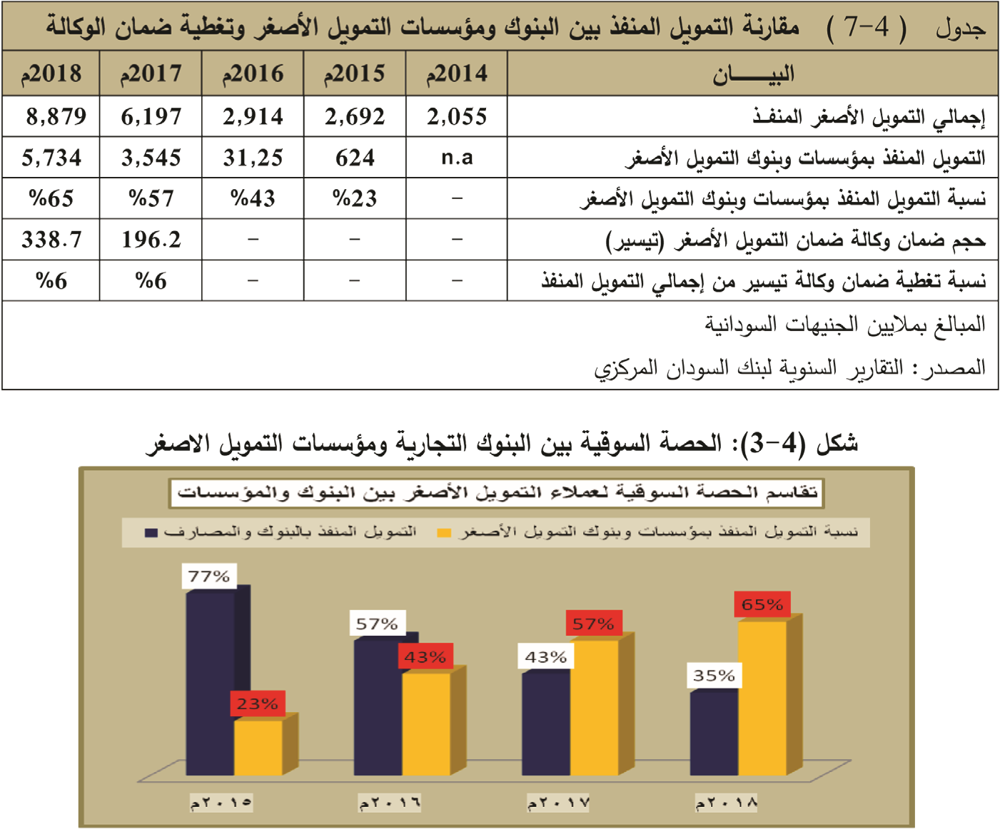 جدول ( 4-7 ) مقارنة التمويل المنفذ بين البنوك ومؤسسات التمويل الأصغر وتغطية ضمان الوكالة
البيـــــان 2014م 2015م 2016م 2017م 2018م
إجمالي التمويل الأصغر المنفـذ 2,055 2,692 2,914 6,197 8,879
التمويل المنفذ بمؤسسات وبنوك التمويل الأصغر n.a 624 31,25 3,545 5,734
نسبة التمويل المنفذ بمؤسسات وبنوك التمويل الأصغر – %23 %43 %57 %65
حجم ضمان وكالة ضمان التمويل الأصغر (تيسير) – – – 196.2 338.7
نسبة تغطية ضمان وكالة تيسير من إجمالي التمويل المنفذ – – – %6 %6
المبالغ بملايين الجنيهات السودانية
المصدر: التقارير السنوية لبنك السودان المركزي
شكل (4-3): الحصة السوقية بين البنوك التجارية ومؤسسات التمويل الاصغر
تقاسم الحصة السوقية لعملاء التمويل الأصغر بين البنوك والمؤسسات
نسبة التمويل المنفذ بمؤسسات وبنوك التمويل الأصغر التمويل المنفذ بالبنوك والمصارف
77% 23% 57% 43% 43% 57% 35% 65%
٢٠١٥م ٢٠١٦م ٢٠١٧م ٢٠١٨م